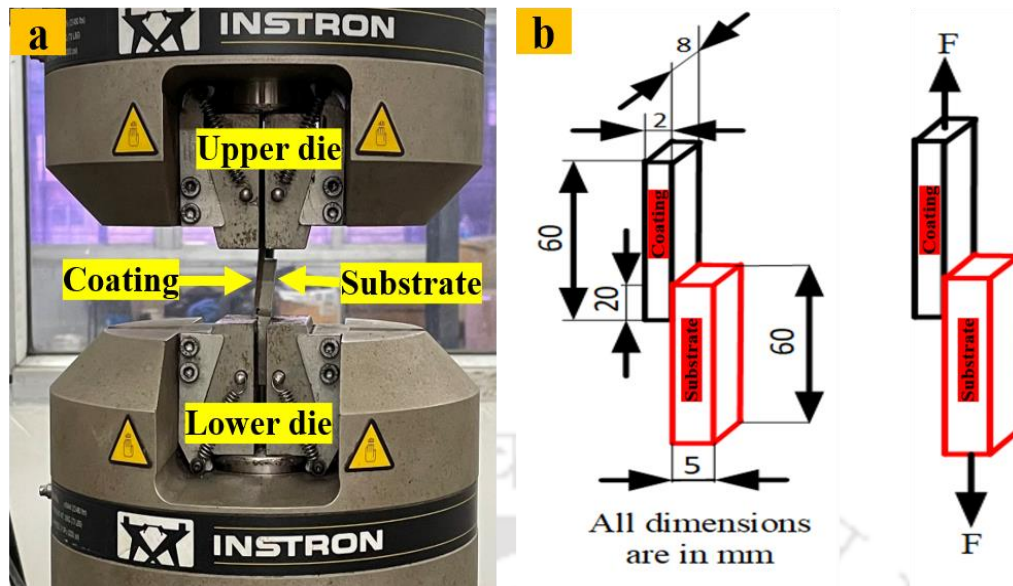 a
INSTRON
Upper die
Coating
Substrate
Lower die
INSTRON
b
8
2
60
20
Coating
Substrate
60
5
All dimensions
are in mm
F
Coating
Substrate
F